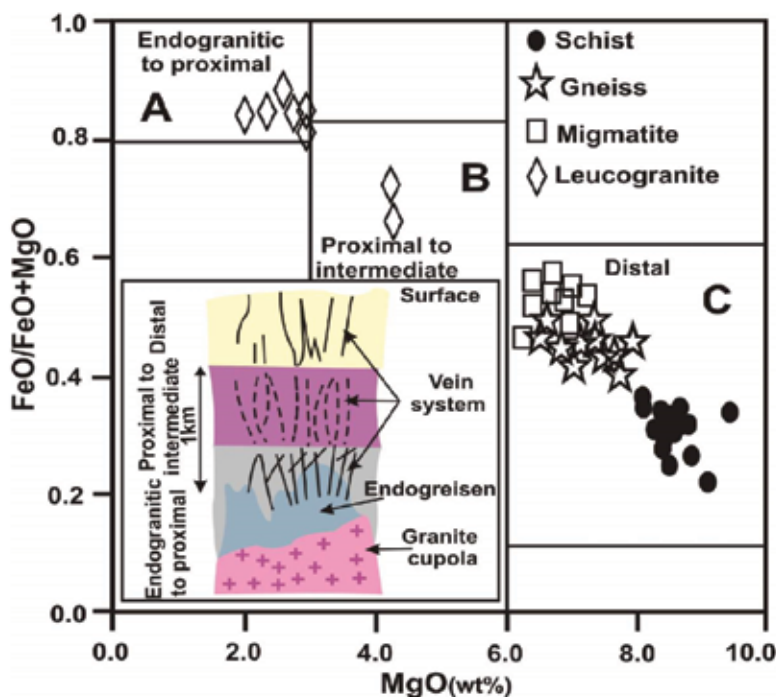 1.0
0.8
0.6
0.4
0.2
0.0
FeO/FeO+MgO
Endogranitic
to proximal
A
B
Proximal to
intermediate
Schist
Gneiss
Migmatite
Leucogranite
Distal
C
Surface
Vein
system
Endogreisen
Granite
cupola
Distal
Proximal to
intermediate
1km
Endogranitic
to proximal
0.0
2.0
4.0
6.0
8.0
10.0
MgO(wt%)